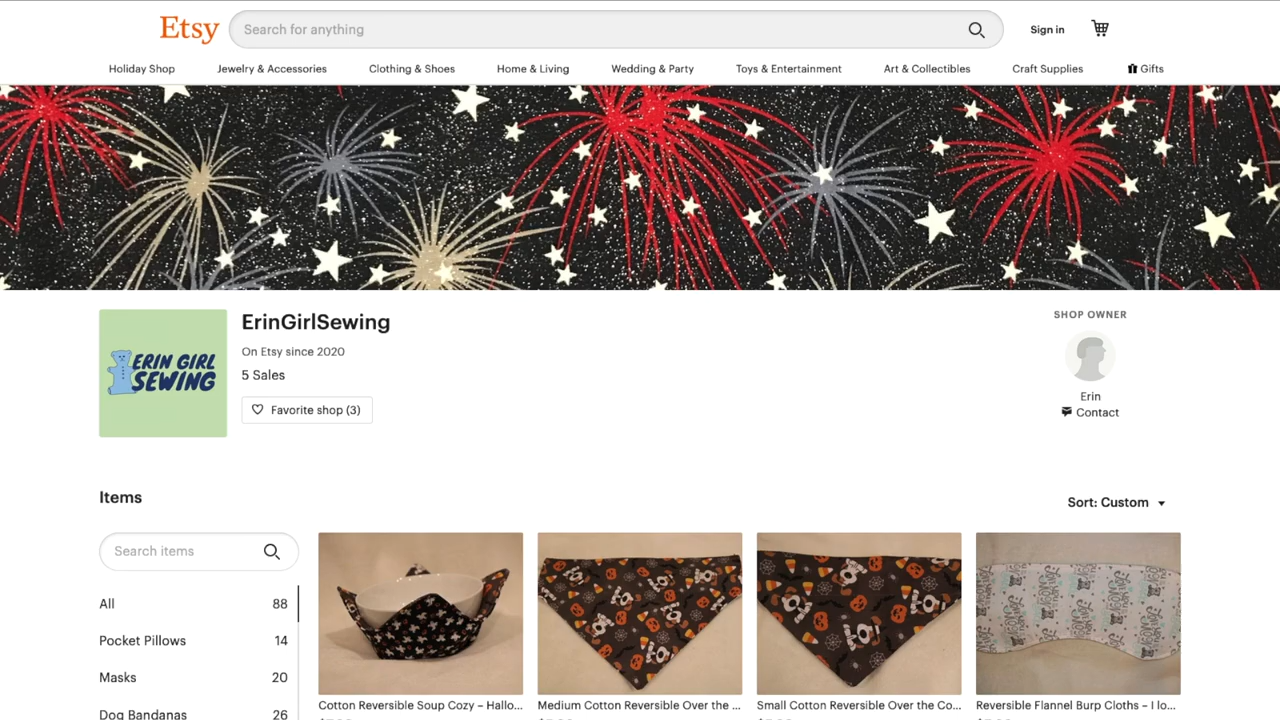 Etsy
Search for anything
Sign in
Holiday Shop
Jewelry & Accessories
Clothing & Shoes
Home & Living
Wedding & Party
Toys & Entertainment
Art & Collectibles
Craft Supplies
Gifts
ERIN GIRL
SEWING
ErinGirlSewing
On Etsy since 2020
5 Sales
Favorite shop (3)
SHOP OWNER
Erin
Contact
Items
Sort: Custom
Search items
All 88
Pocket Pillows 14
Masks 20
Dog Bandanas 26
Cotton Reversible Soup Cozy – Hallo...
Medium Cotton Reversible Over the ...
Small Cotton Reversible Over the Co...
Reversible Flannel Burp Cloths – I lo...